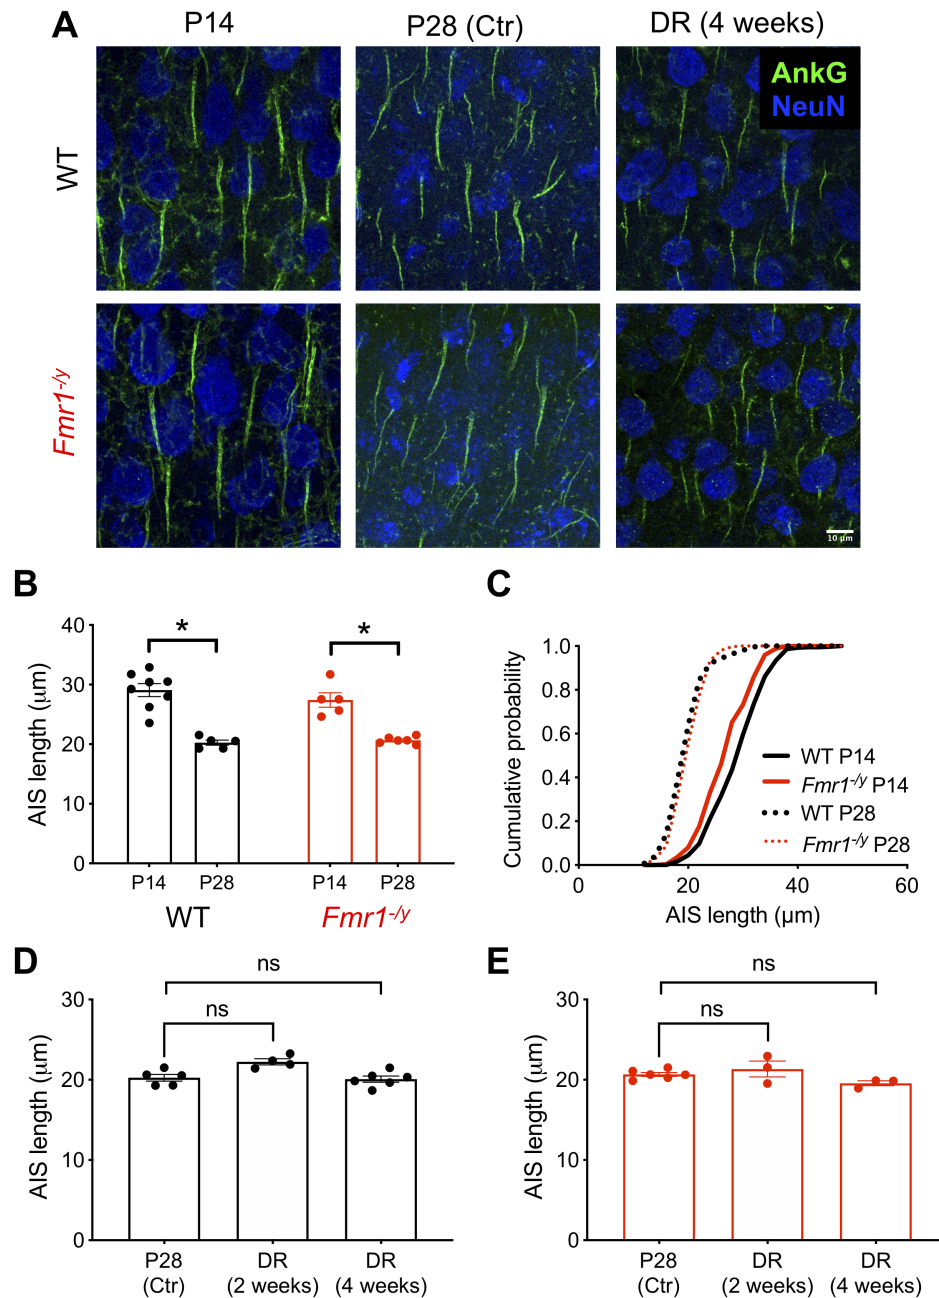 A
P14
P28 (Ctr)
DR (4 weeks)
AnkG
NeuN
WT
Fmr1-/y
10 µm
B
AIS length (µm)
40
30
20
10
0
*
*
P14
P28
P14
P28
WT
Fmr1-/y
C
Cumulative probability
1.0
0.8
0.6
0.4
0.2
0.0
0
20
40
60
AIS length (µm)
WT P14
Fmr1-/y P14
WT P28
Fmr1-/y P28
D
AIS length (µm)
30
20
10
0
ns
ns
P28
(Ctr)
DR
(2 weeks)
DR
(4 weeks)
E
AIS length (µm)
30
20
10
0
ns
ns
P28
(Ctr)
DR
(2 weeks)
DR
(4 weeks)